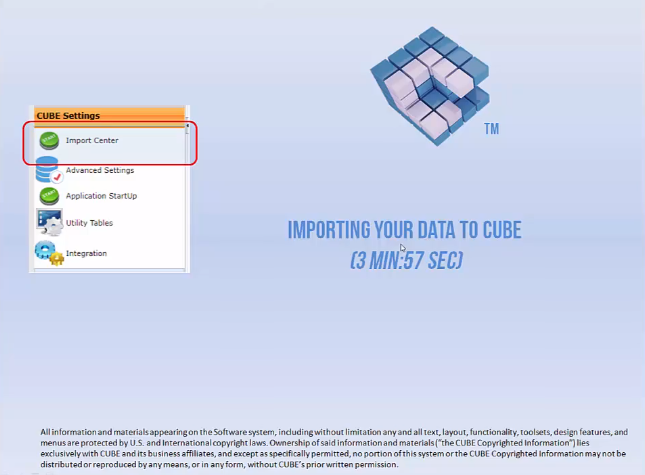 CUBE Settings
START Import Center
Advanced Settings
START Application StartUp
Utility Tables
Integration
TM
IMPORTING YOUR DATA TO CUBE
(3 MIN:57 SEC)
All information and materials appearing on the Software system, including without limitation any and all text, layout, functionality, toolsets, design features, and
menus are protected by U.S. and International copyright laws. Ownership of said information and materials ("the CUBE Copyrighted Information") lies
exclusively with CUBE and its business affiliates, and except as specifically permitted, no portion of this system or the CUBE Copyrighted Information may not be
distributed or reproduced by any means, or in any form, without CUBE's prior written permission.